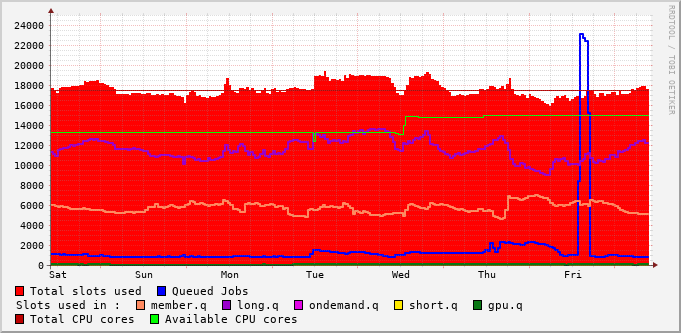 RRDTOOL / TOBI OETIKER
24000
22000
20000
18000
16000
14000
12000
10000
8000
6000
4000
2000
0
Sat Sun Mon Tue Wed Thu Fri
Total slots used Queued Jobs
Slots used in : member.q long.q ondemand.q short.q gpu.q
Total CPU cores Available CPU cores